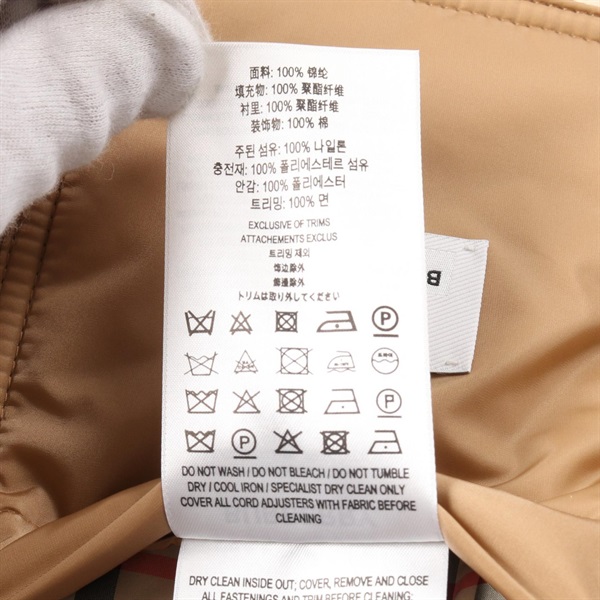 面料: 100% 锦纶
填充物: 100% 聚酯纤维
衬里: 100% 聚酯纤维
装饰物: 100% 棉
주된 섬유: 100% 나일론
충전재: 100% 폴리에스테르 섬유
안감: 100% 폴리에스터
트리밍: 100% 면
EXCLUSIVE OF TRIMS
ATTACHEMENTS EXCLUS
트리밍 제외
饰边除外
飾邊除外
トリムは取り外してください
DO NOT WASH / DO NOT BLEACH / DO NOT TUMBLE
DRY / COOL IRON / SPECIALIST DRY CLEAN ONLY
COVER ALL CORD ADJUSTERS WITH FABRIC BEFORE
CLEANING
DRY CLEAN INSIDE OUT; COVER, REMOVE AND CLOSE
ALL FASTENINGS AND TRIM BEFORE CLEANING
B